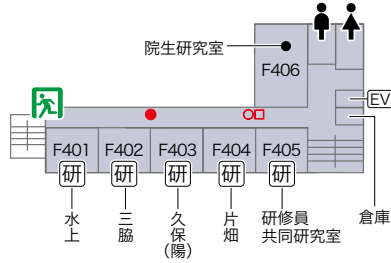 院生研究室
F406
EV
F401
F402
F403
F404
F405
研
研
研
研
研
水上
三脇
久保(陽)
片畑
研修員
共同研究室
倉庫